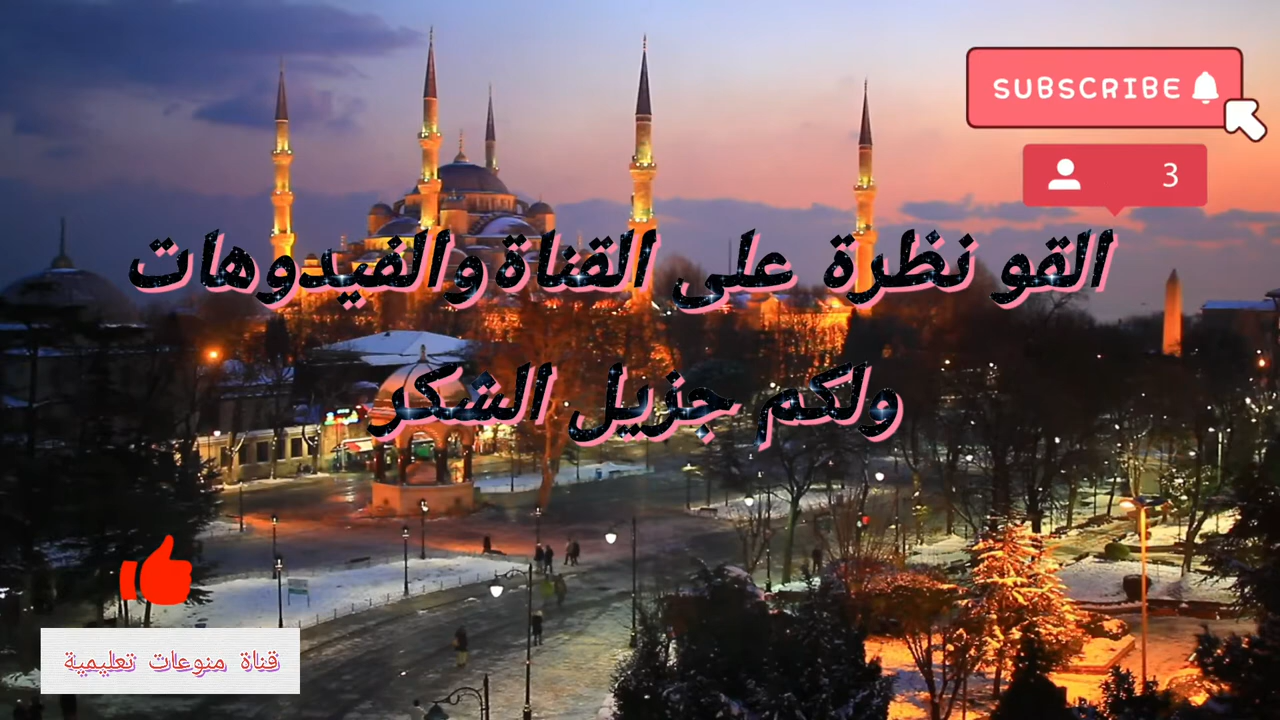 SUBSCRIBE
3
القو نظرة على القناة والفيدوهات
ولكم جزيل الشكر
قناة منوعات تعليمية